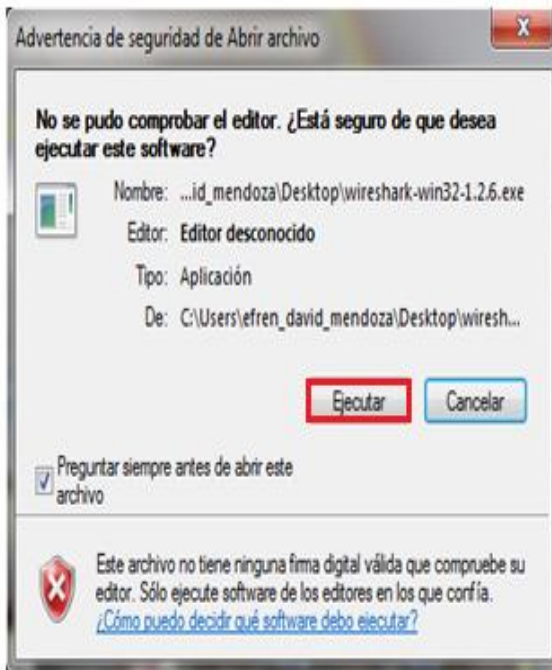 Advertencia de seguridad de Abrir archivo
No se pudo comprobar el editor. ¿Está seguro de que desea
ejecutar este software?
Nombre: ...id_mendoza\Desktop\wireshark-win32-1.2.6.exe
Editor: Editor desconocido
Tipo: Aplicación
De: C:\Users\efren_david_mendoza\Desktop\wiresh...
Ejecutar Cancelar
Preguntar siempre antes de abrir este
archivo
Este archivo no tiene ninguna firma digital válida que compruebe su
editor. Sólo ejecute software de los editores en los que confía.
¿Cómo puedo decidir qué software debo ejecutar?